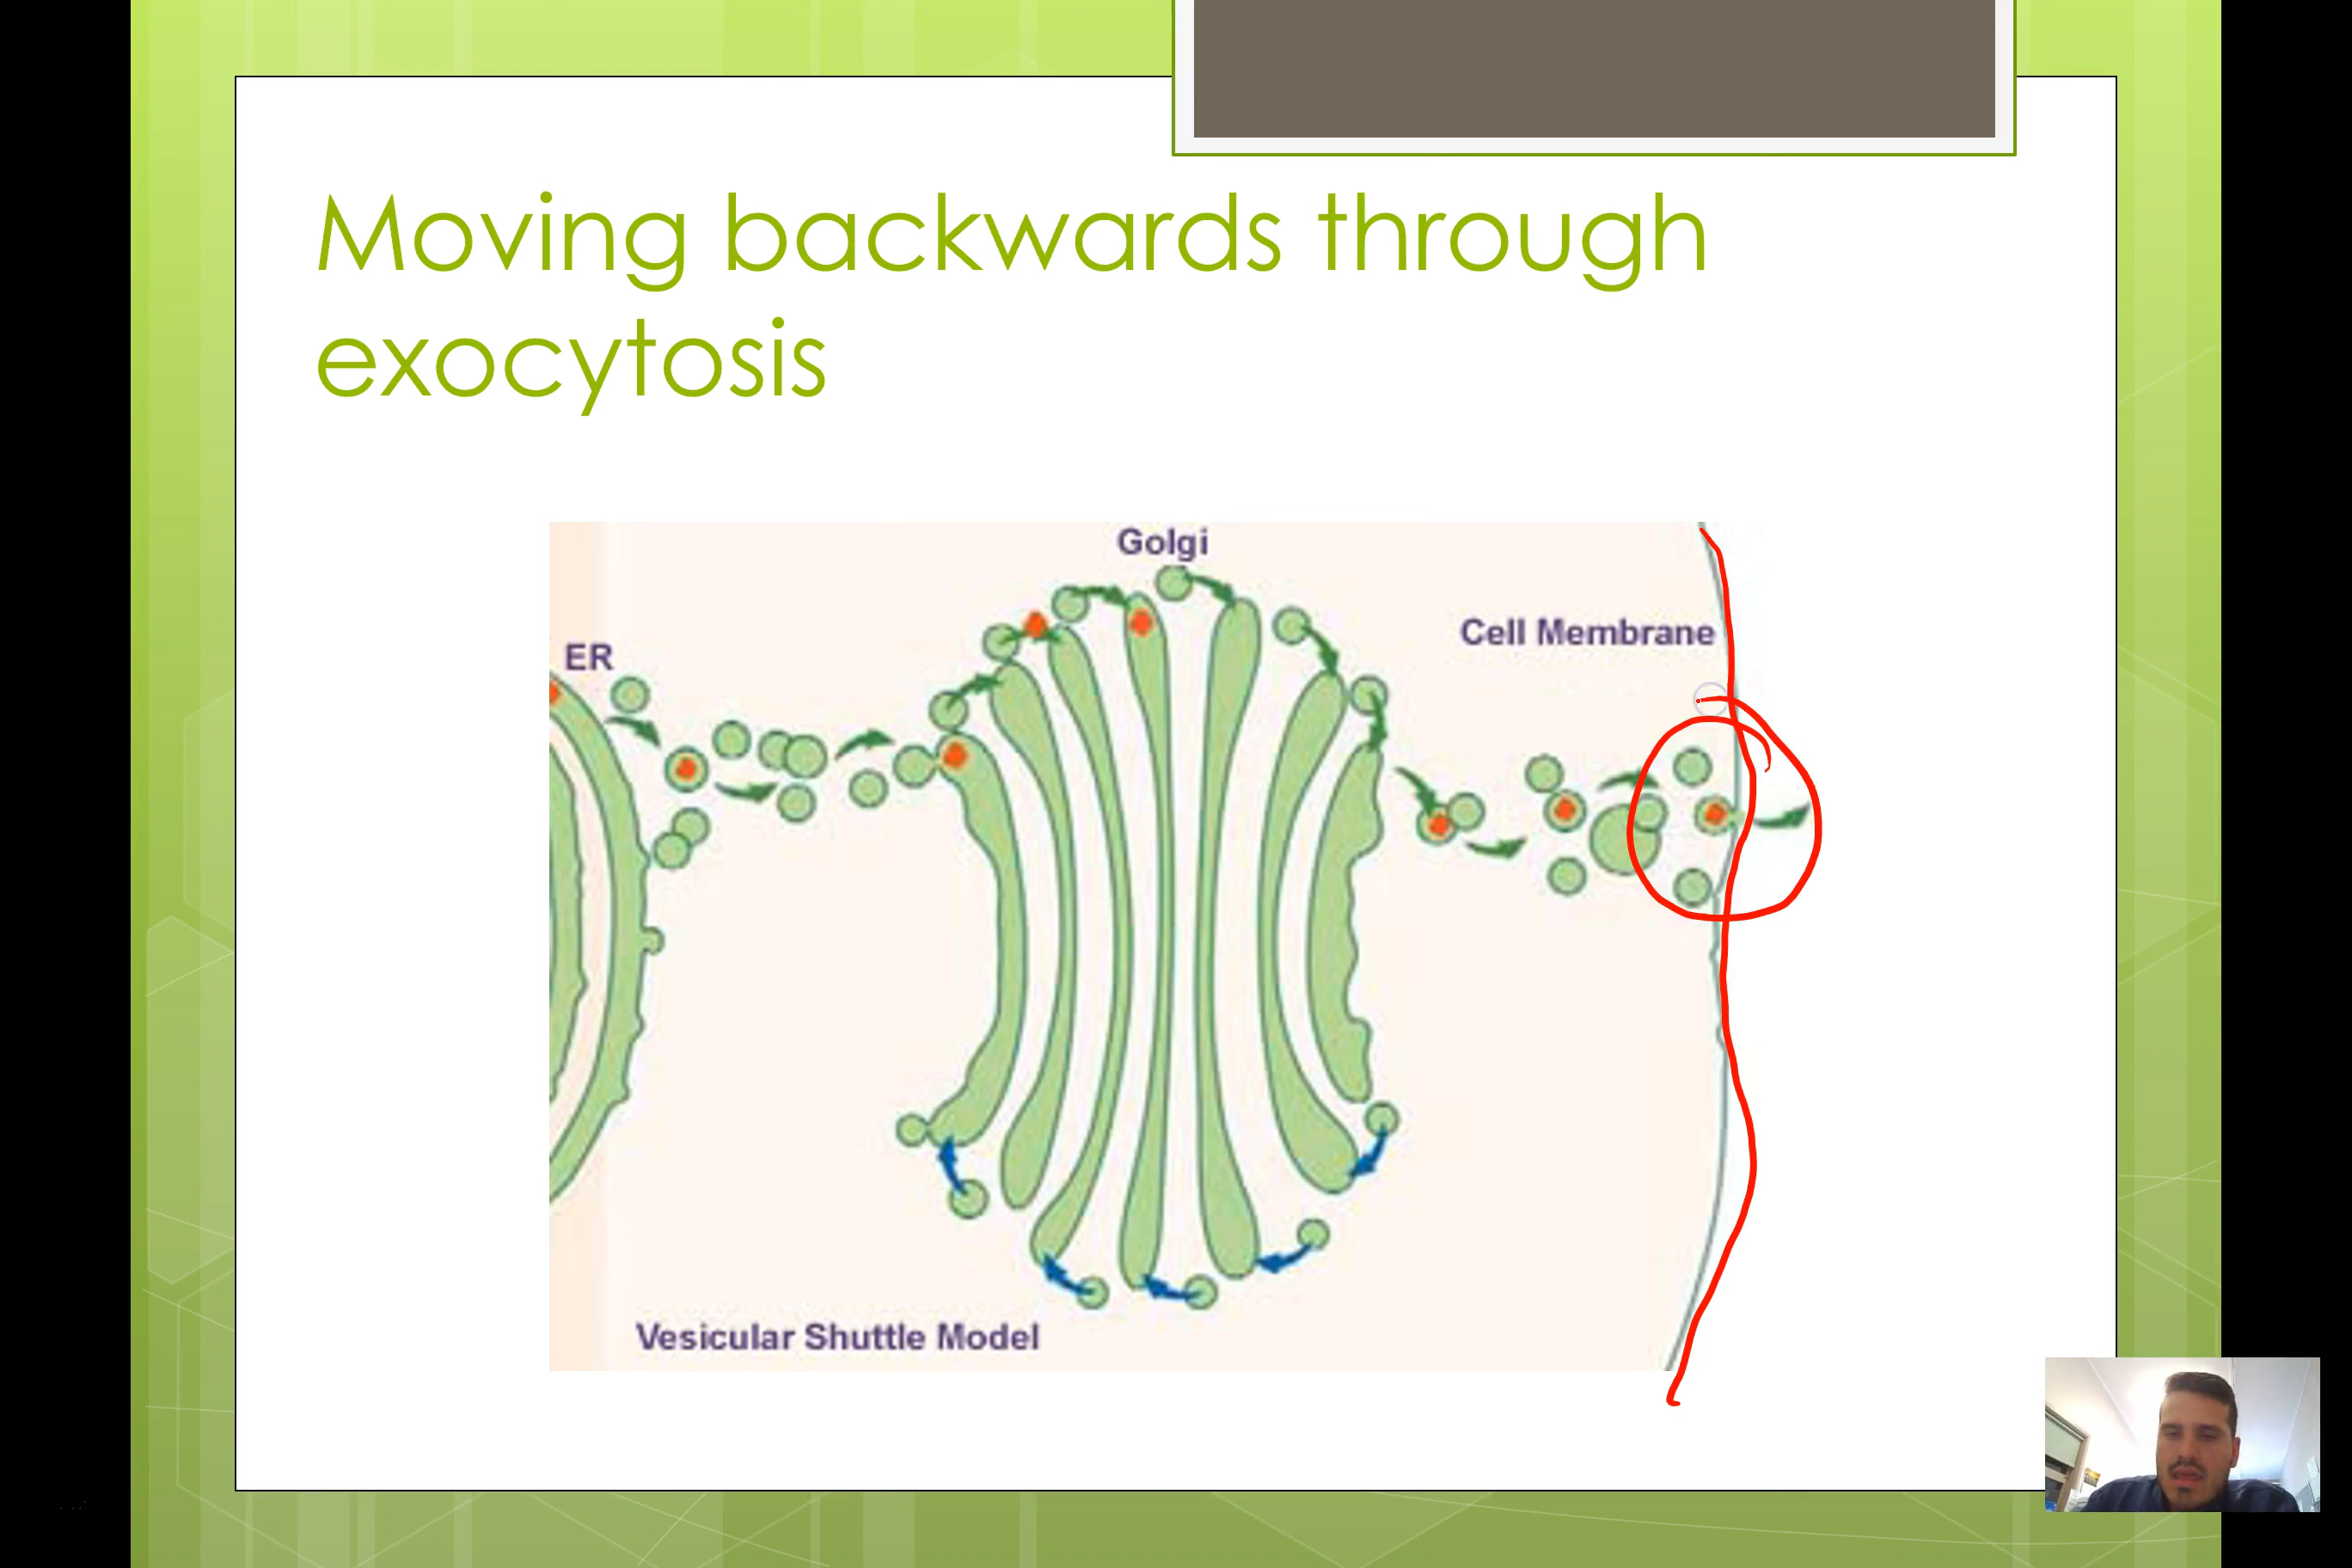 Moving backwards through
exocytosis
Golgi
Cell Membrane
ER
Vesicular Shuttle Model